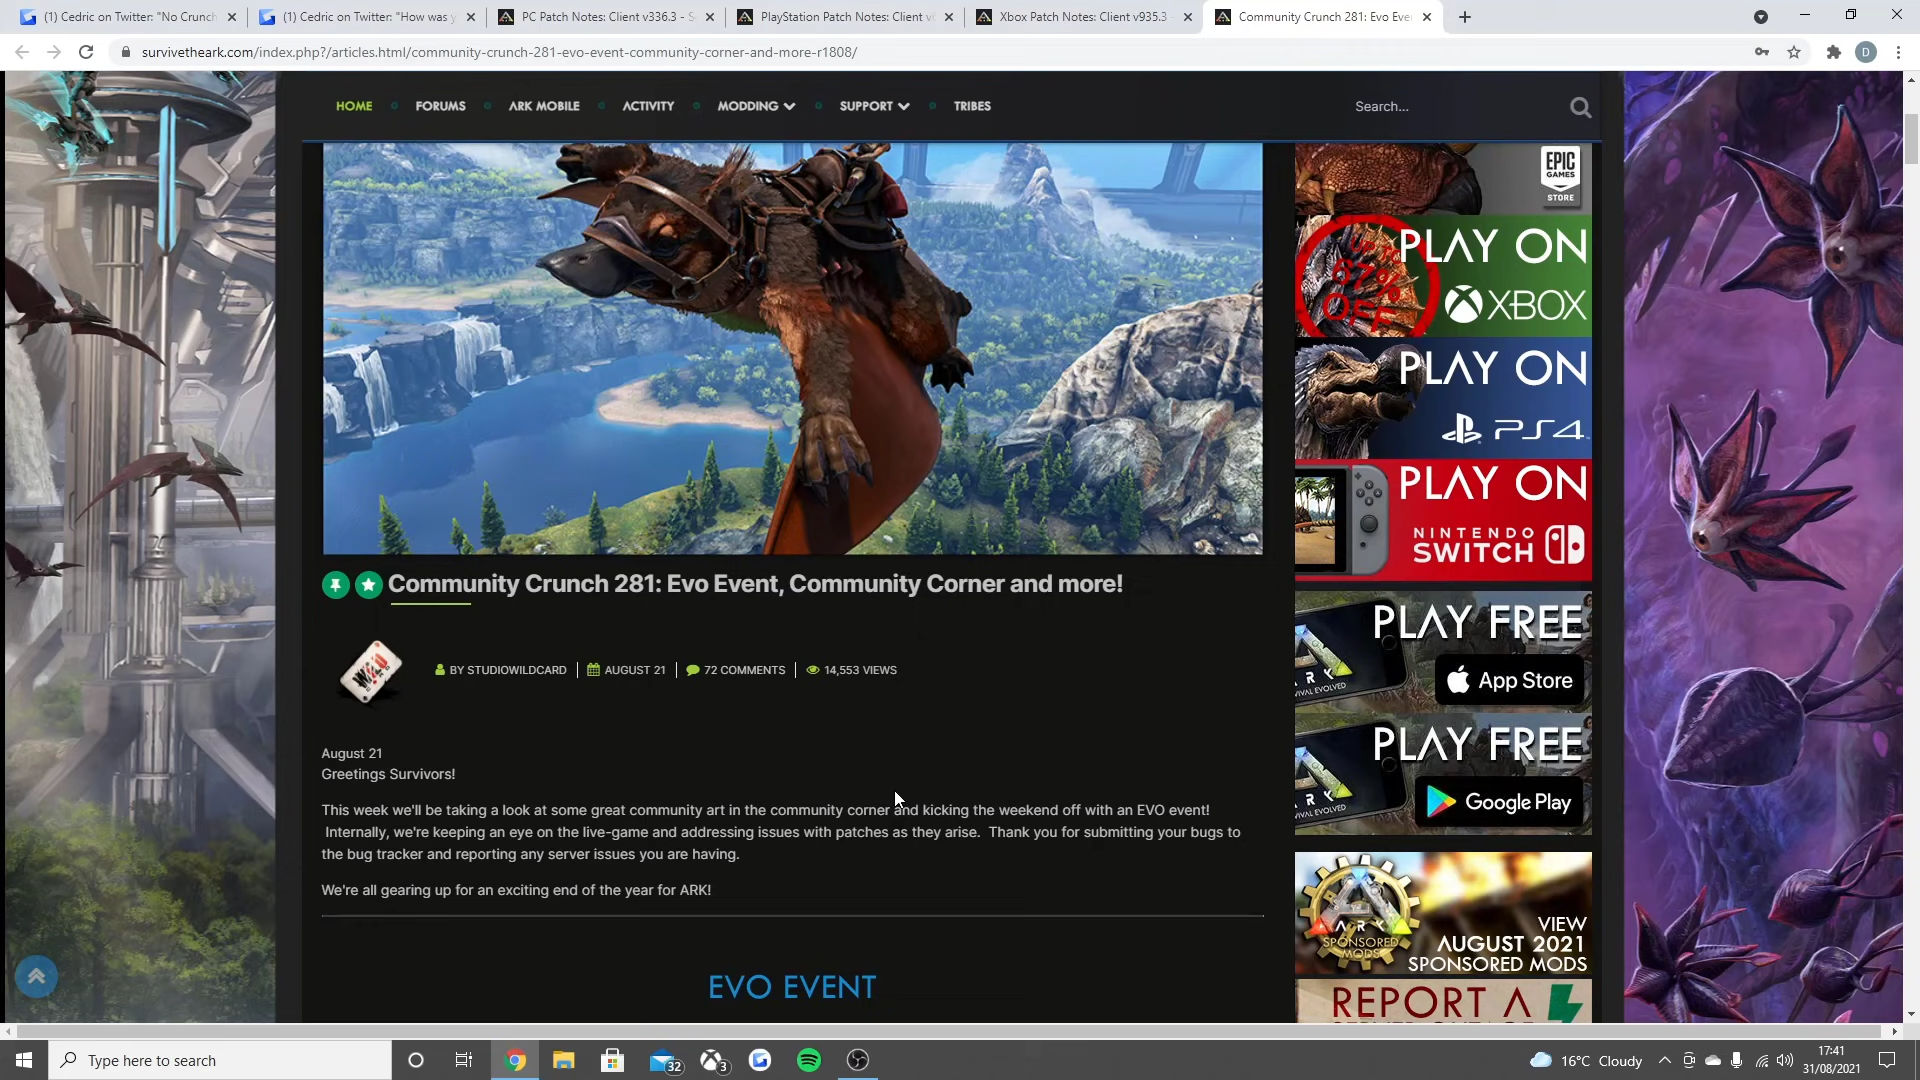 (1) Cedric on Twitter: "No Crunch
(1) Cedric on Twitter: "How was y
PC Patch Notes: Client v336.3 - S
PlayStation Patch Notes: Client v
Xbox Patch Notes: Client v935.3
Community Crunch 281: Evo Eve
survivetheark.com/index.php?/articles.html/community-crunch-281-evo-event-community-corner-and-more-r1808/
D
HOME
FORUMS
ARK MOBILE
ACTIVITY
MODDING
SUPPORT
TRIBES
Search...
EPIC
GAMES
STORE
UP TO
67%
OFF
PLAY ON
XBOX
PLAY ON
PS4
PLAY ON
NINTENDO
SWITCH
Community Crunch 281: Evo Event, Community Corner and more!
BY STUDIOWILDCARD
AUGUST 21
72 COMMENTS
14,553 VIEWS
August 21
Greetings Survivors!
This week we'll be taking a look at some great community art in the community corner and kicking the weekend off with an EVO event!
Internally, we're keeping an eye on the live-game and addressing issues with patches as they arise. Thank you for submitting your bugs to
the bug tracker and reporting any server issues you are having.
We're all gearing up for an exciting end of the year for ARK!
EVO EVENT
PLAY FREE
App Store
PLAY FREE
Google Play
ARK
SPONSORED
MODS
VIEW
AUGUST 2021
SPONSORED MODS
REPORT A
Type here to search
32
3
16°C Cloudy
17:41
31/08/2021